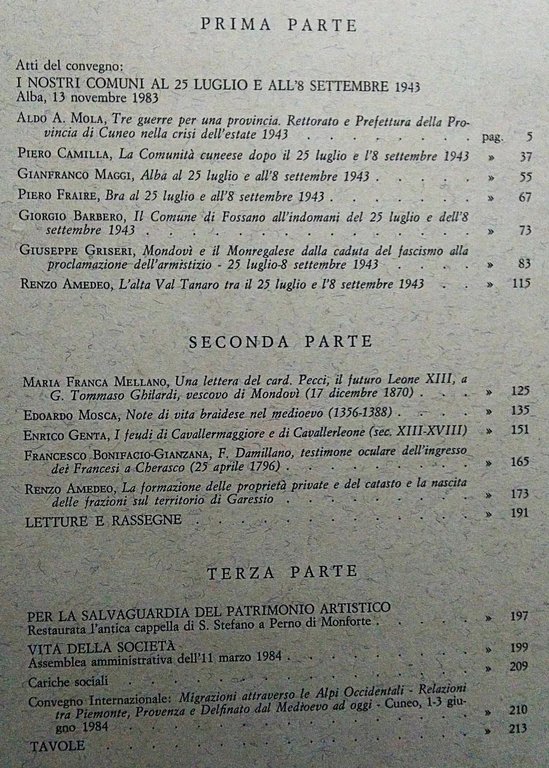 PRIMA PARTE
Atti del convegno:
I NOSTRI COMUNI AL 25 LUGLIO E ALL'8 SETTEMBRE 1943
Alba, 13 novembre 1983
ALDO A. MOLA, Tre guerre per una provincia. Rettorato e Prefettura della Pro-
vincia di Cuneo nella crisi dell'estate 1943 . . . . . . . pag. 5
PIERO CAMILLA, La Comunità cuneese dopo il 25 luglio e l'8 settembre 1943 » 37
GIANFRANCO MAGGI, Alba al 25 luglio e all'8 settembre 1943 . . . . » 55
PIERO FRAIRE, Bra al 25 luglio e all'8 settembre 1943 . . . . . . » 67
GIORGIO BARBERO, Il Comune di Fossano all'indomani del 25 luglio e dell'8
settembre 1943 . . . . . . . . . . . . » 73
GIUSEPPE GRISERI, Mondovì e il Monregalese dalla caduta del fascismo alla
proclamazione dell'armistizio - 25 luglio-8 settembre 1943 . . . . » 83
RENZO AMEDEO, L'alta Val Tanaro tra il 25 luglio e l'8 settembre 1943 . . » 115
SECONDA PARTE
MARIA FRANCA MELLANO, Una lettera del card. Pecci, il futuro Leone XIII, a
G. Tommaso Ghilardi, vescovo di Mondovì (17 dicembre 1870) . . . » 125
EDOARDO MOSCA, Note di vita braidese nel medioevo (1356-1388) . . . . » 135
ENRICO GENTA, I feudi di Cavallermaggiore e di Cavallerleone (sec. XIII-XVIII) » 151
FRANCESCO BONIFACIO-GIANZANA, F. Damillano, testimone oculare dell'ingresso
dei Francesi a Cherasco (25 aprile 1796) . . . . . . . » 165
RENZO AMEDEO, La formazione delle proprietà private e del catasto e la nascita
delle frazioni sul territorio di Garessio . . . . . . . » 173
LETTURE E RASSEGNE . . . . . . . . . . . » 191
TERZA PARTE
PER LA SALVAGUARDIA DEL PATRIMONIO ARTISTICO
Restaurata l'antica cappella di S. Stefano a Perno di Monforte . . . . » 197
VITA DELLA SOCIETÀ
Assemblea amministrativa dell'11 marzo 1984 . . . . . . . » 199
Cariche sociali . . . . . . . . . . . . » 209
Convegno Internazionale: Migrazioni attraverso le Alpi Occidentali - Relazioni
tra Piemonte, Provenza e Delfinato dal Medioevo ad oggi - Cuneo, 1-3 giu-
gno 1984 . . . . . . . . . . . . . » 210
TAVOLE . . . . . . . . . . . . . » 213